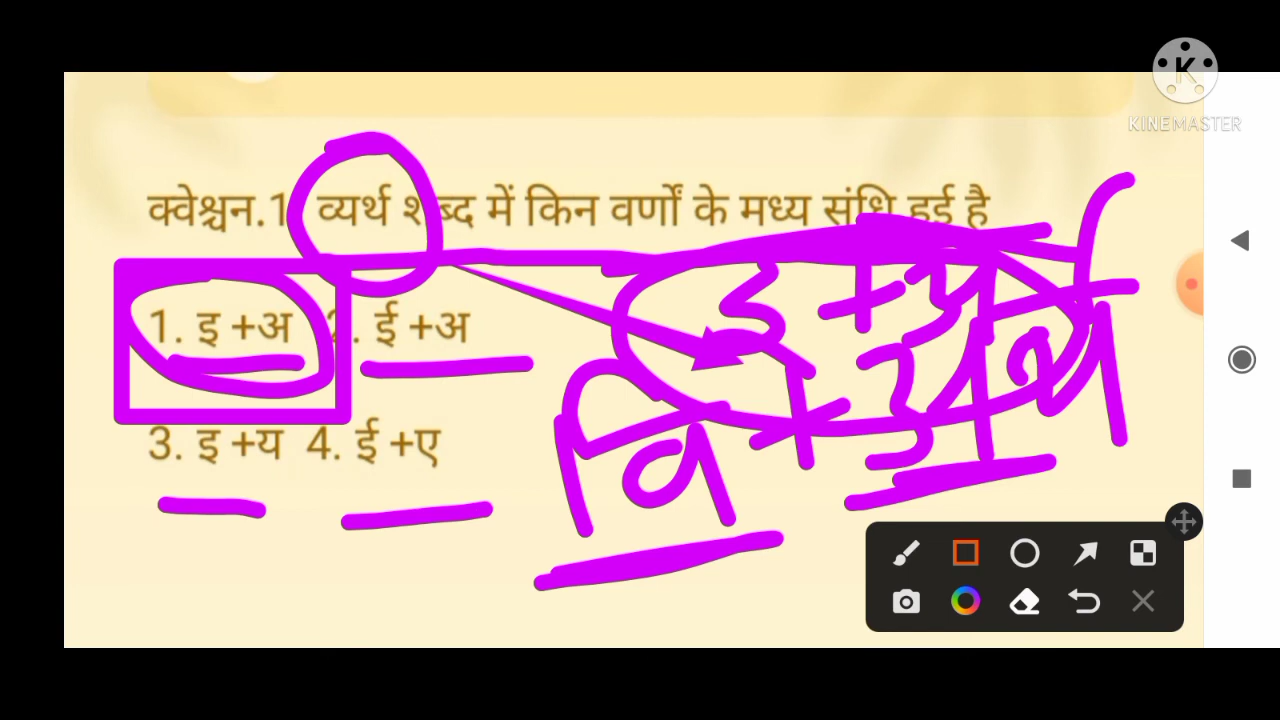 KINEMASTER
क्वेश्चन.1 व्यर्थ शब्द में किन वर्णों के मध्य संधि हुई है
1. इ +अ 2. ई +अ
3. इ +य 4. ई +ए
वि + अर्थ